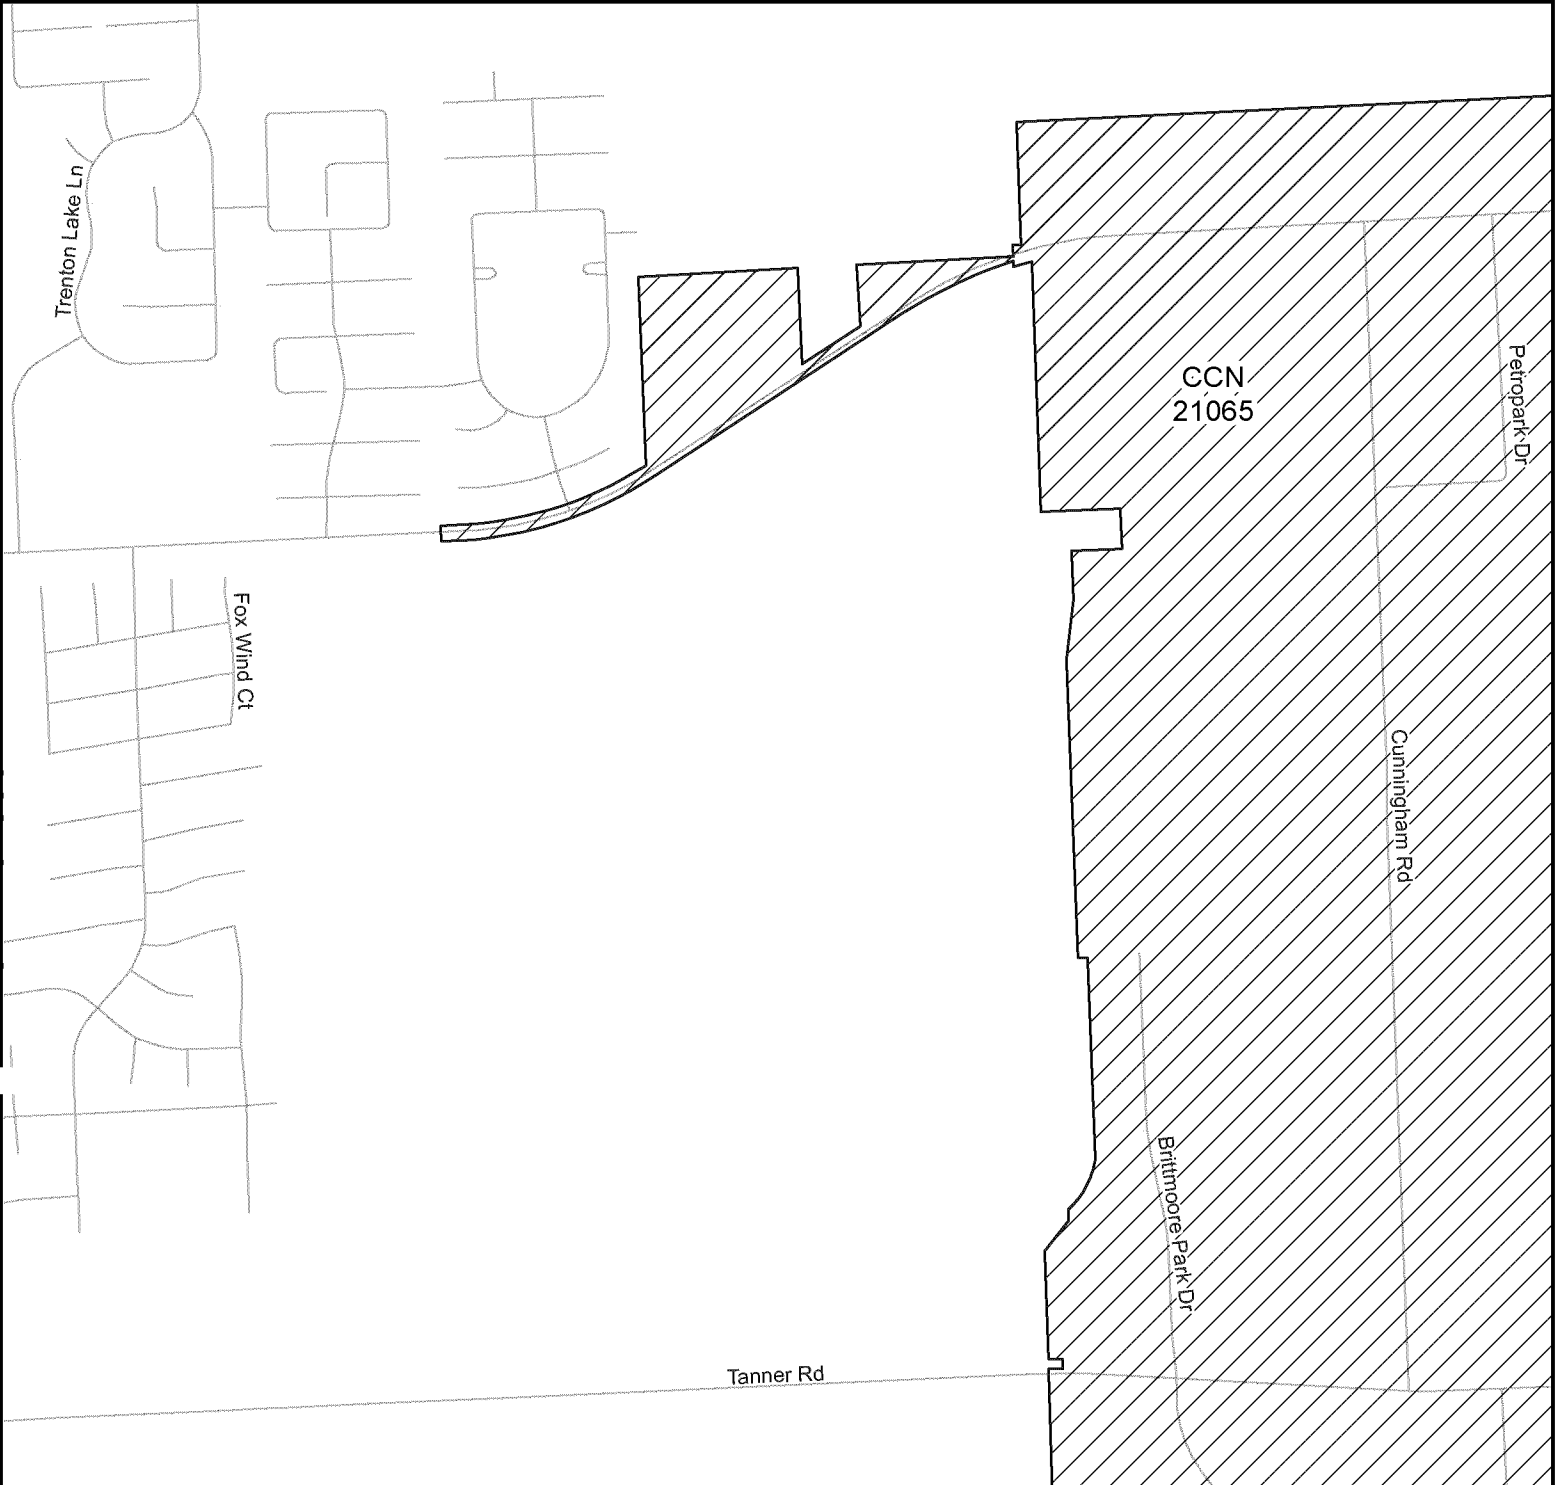 Trenton Lake Ln
CCN
21065
Petropark Dr
Fox Wind Ct
Cunningham Rd
Brittmoore Park Dr
Tanner Rd